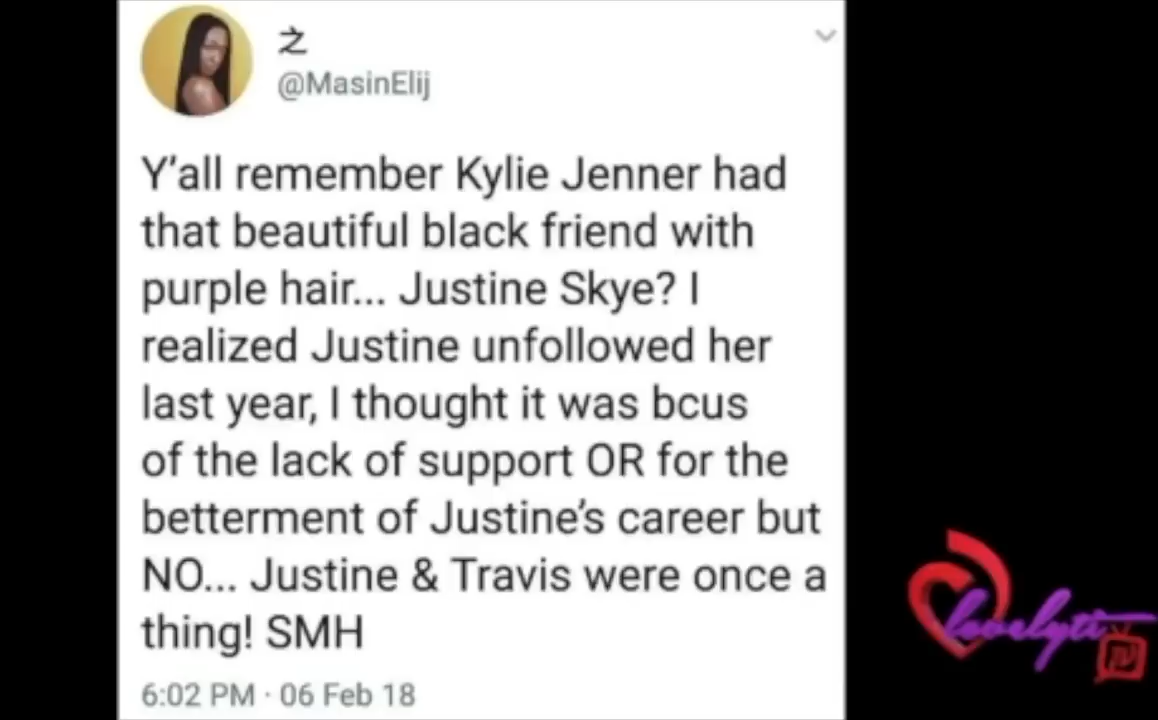 之
@MasinElij
Y'all remember Kylie Jenner had
that beautiful black friend with
purple hair... Justine Skye? I
realized Justine unfollowed her
last year, I thought it was bcus
of the lack of support OR for the
betterment of Justine's career but
NO... Justine & Travis were once a
thing! SMH
6:02 PM · 06 Feb 18
lovelyti
TV